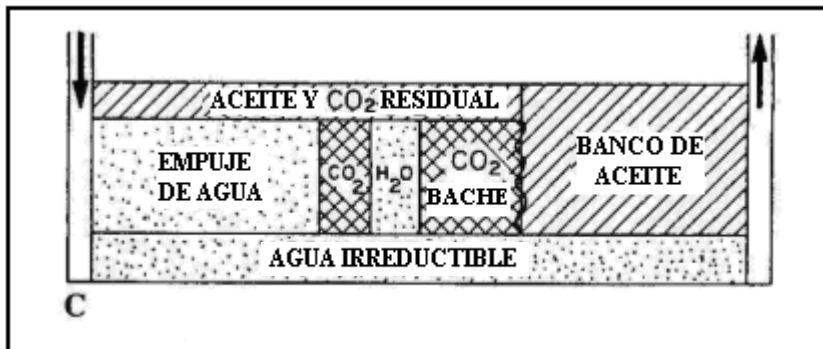 ACEITE Y CO₂ RESIDUAL
EMPUJE
DE AGUA
CO₂
H₂O
CO₂
BACHE
BANCO DE
ACEITE
AGUA IRREDUCTIBLE
C